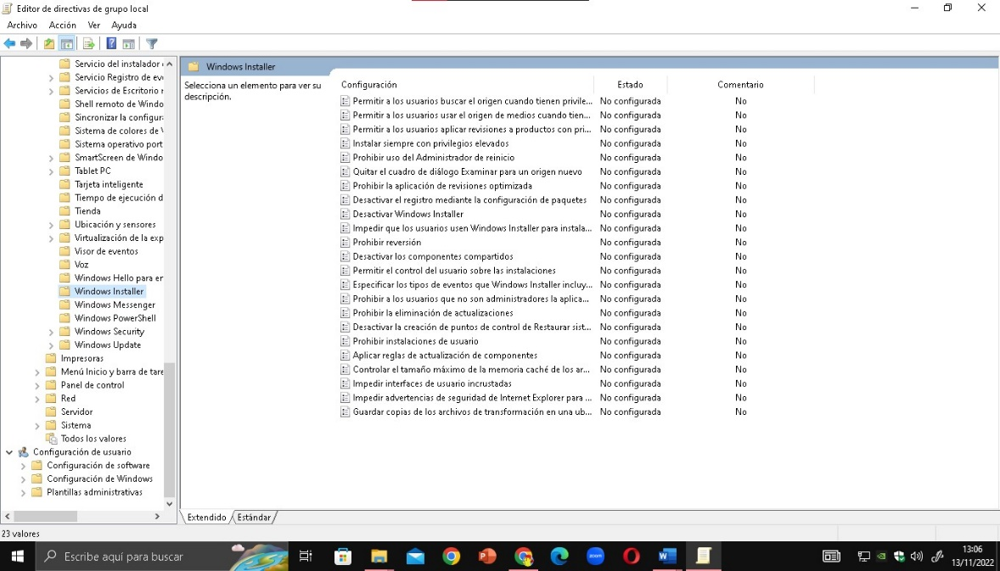 Editor de directivas de grupo local
Archivo Acción Ver Ayuda
Servicio del instalador
Servicio Registro de ev
Servicios de Escritorio r
Shell remoto de Windo
Sincronizar la configur
Sistema de colores de
Sistema operativo port
SmartScreen de Windo
Tablet PC
Tarjeta inteligente
Tiempo de ejecución d
Tienda
Ubicación y sensores
Virtualización de la exp
Visor de eventos
Voz
Windows Hello para er
Windows Installer
Windows Messenger
Windows PowerShell
Windows Security
Windows Update
Impresoras
Menú Inicio y barra de tare
Panel de control
Red
Servidor
Sistema
Todos los valores
Configuración de usuario
Configuración de software
Configuración de Windows
Plantillas administrativas
Windows Installer
Selecciona un elemento para ver su
descripción.
Configuración Estado Comentario
Permitir a los usuarios buscar el origen cuando tienen privile... No configurada No
Permitir a los usuarios usar el origen de medios cuando tien... No configurada No
Permitir a los usuarios aplicar revisiones a productos con pri... No configurada No
Instalar siempre con privilegios elevados No configurada No
Prohibir uso del Administrador de reinicio No configurada No
Quitar el cuadro de diálogo Examinar para un origen nuevo No configurada No
Prohibir la aplicación de revisiones optimizada No configurada No
Desactivar el registro mediante la configuración de paquetes No configurada No
Desactivar Windows Installer No configurada No
Impedir que los usuarios usen Windows Installer para instala... No configurada No
Prohibir reversión No configurada No
Desactivar los componentes compartidos No configurada No
Permitir el control del usuario sobre las instalaciones No configurada No
Especificar los tipos de eventos que Windows Installer incluy... No configurada No
Prohibir a los usuarios que no son administradores la aplica... No configurada No
Prohibir la eliminación de actualizaciones No configurada No
Desactivar la creación de puntos de control de Restaurar sist... No configurada No
Prohibir instalaciones de usuario No configurada No
Aplicar reglas de actualización de componentes No configurada No
Controlar el tamaño máximo de la memoria caché de los ar... No configurada No
Impedir interfaces de usuario incrustadas No configurada No
Impedir advertencias de seguridad de Internet Explorer para ... No configurada No
Guardar copias de los archivos de transformación en una ub... No configurada No
Extendido Estándar
23 valores
Escribe aquí para buscar
zoom
13:06
13/11/2022